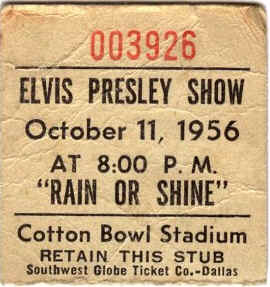 003926
ELVIS PRESLEY SHOW
October 11, 1956
AT 8:00 P. M.
"RAIN OR SHINE"
Cotton Bowl Stadium
RETAIN THIS STUB
Southwest Globe Ticket Co.-Dallas